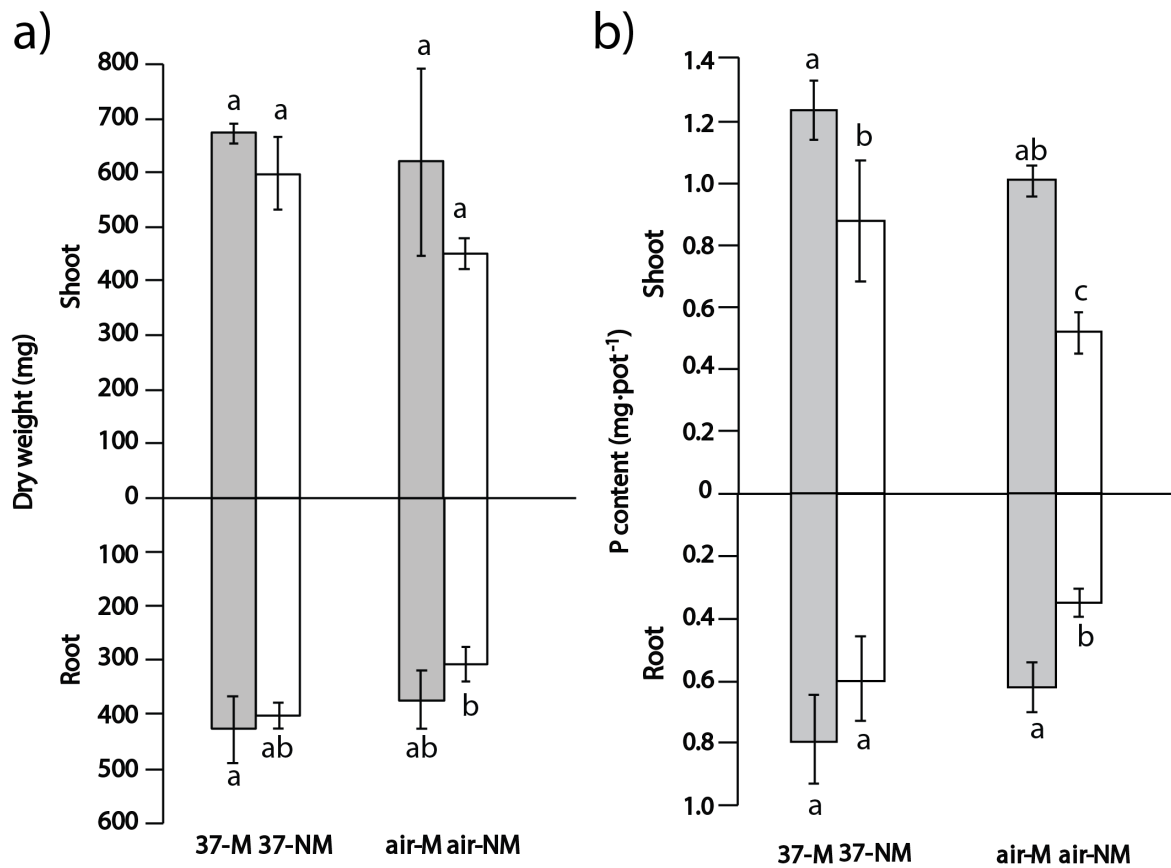 a)
800
700
600
500
400
300
200
100
0
100
200
300
400
500
600
Shoot
Root
Dry weight (mg)
a
a
a
a
a
ab
ab
b
37-M 37-NM air-M air-NM
b)
1.4
1.2
1.0
0.8
0.6
0.4
0.2
0
0.2
0.4
0.6
0.8
1.0
Shoot
Root
P content (mg·pot⁻¹)
a
b
ab
c
a
a
a
b
37-M 37-NM air-M air-NM